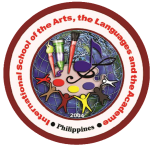 International School of the Arts, the Languages and the Academe
2004
• Philippines •